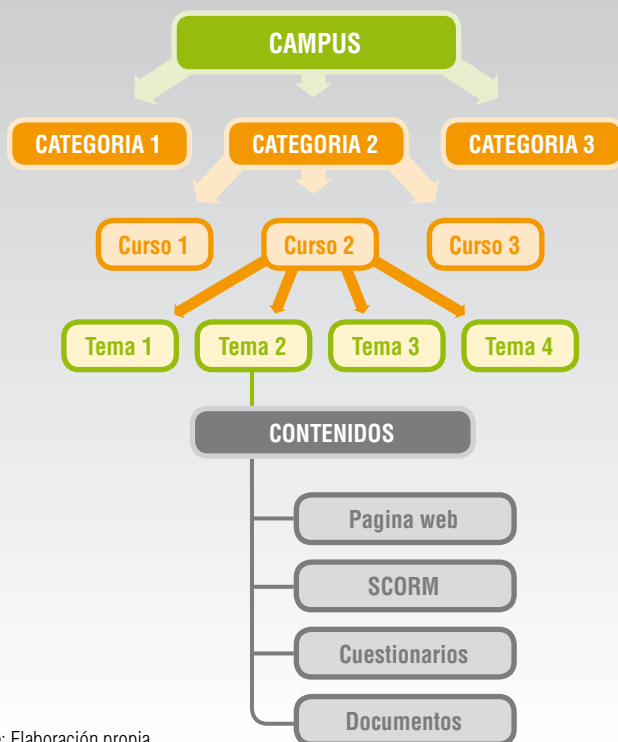 CAMPUS
CATEGORIA 1 CATEGORIA 2 CATEGORIA 3
Curso 1 Curso 2 Curso 3
Tema 1 Tema 2 Tema 3 Tema 4
CONTENIDOS
Pagina web
SCORM
Cuestionarios
Documentos
: Elaboración propia